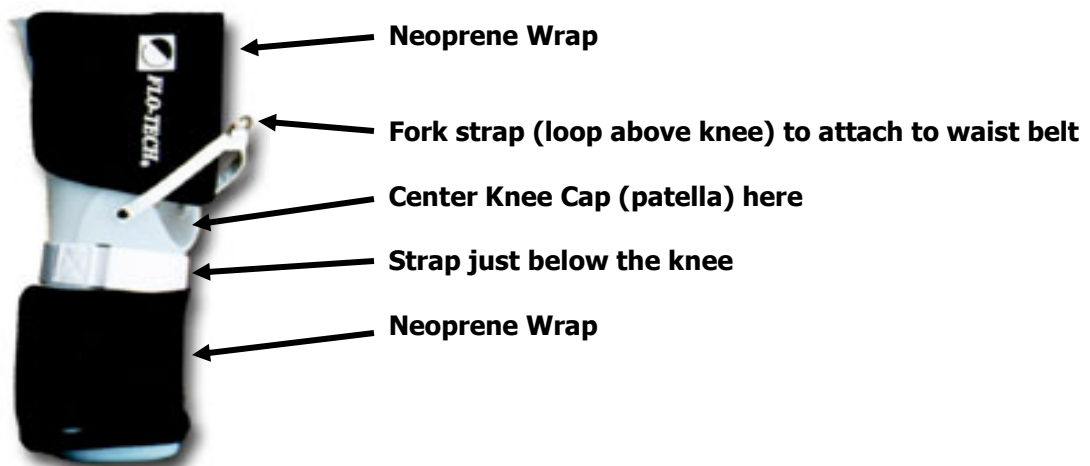 Neoprene Wrap
FLO-TECH®
Fork strap (loop above knee) to attach to waist belt
Center Knee Cap (patella) here
Strap just below the knee
Neoprene Wrap